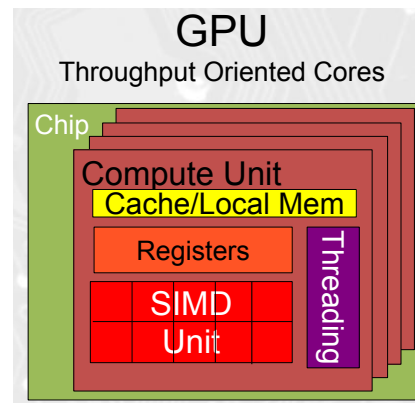 GPU
Throughput Oriented Cores
Chip
Compute Unit
Cache/Local Mem
Registers
Threading
SIMD
Unit